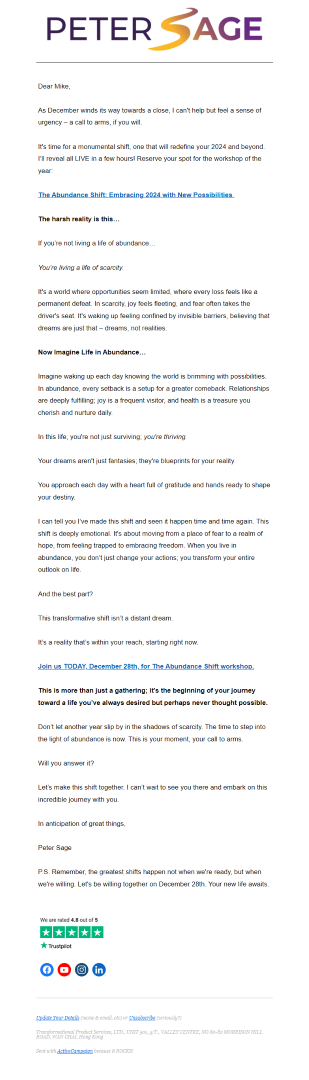 PETER SAGE
Dear Mike,
As December winds its way towards a close, I can't help but feel a sense of
urgency – a call to arms, if you will.
It's time for a monumental shift, one that will redefine your 2024 and beyond.
I'll reveal all LIVE in a few hours! Reserve your spot for the workshop of the
year:
The Abundance Shift: Embracing 2024 with New Possibilities
The harsh reality is this…
If you're not living a life of abundance…
You're living a life of scarcity.
It's a world where opportunities seem limited, where every loss feels like a
permanent defeat. In scarcity, joy feels fleeting, and fear often takes the
driver's seat. It's waking up feeling confined by invisible barriers, believing that
dreams are just that – dreams, not realities.
Now Imagine Life in Abundance…
Imagine waking up each day knowing the world is brimming with possibilities.
In abundance, every setback is a setup for a greater comeback. Relationships
are deeply fulfilling; joy is a frequent visitor, and health is a treasure you
cherish and nurture daily.
In this life, you're not just surviving; you're thriving.
Your dreams aren't just fantasies; they're blueprints for your reality.
You approach each day with a heart full of gratitude and hands ready to shape
your destiny.
I can tell you I've made this shift and seen it happen time and time again. This
shift is deeply emotional. It's about moving from a place of fear to a realm of
hope, from feeling trapped to embracing freedom. When you live in
abundance, you don't just change your actions; you transform your entire
outlook on life.
And the best part?
This transformative shift isn't a distant dream.
It's a reality that's within your reach, starting right now.
Join us TODAY, December 28th, for The Abundance Shift workshop.
This is more than just a gathering; it's the beginning of your journey
toward a life you've always desired but perhaps never thought possible.
Don't let another year slip by in the shadows of scarcity. The time to step into
the light of abundance is now. This is your moment, your call to arms.
Will you answer it?
Let's make this shift together. I can't wait to see you there and embark on this
incredible journey with you.
In anticipation of great things,
Peter Sage
P.S. Remember, the greatest shifts happen not when we're ready, but when
we're willing. Let's be willing together on December 28th. Your new life awaits.
We are rated 4.8 out of 5
Trustpilot
Update Your Details (name & email, etc) or Unsubscribe (seriously?)
Transformational Product Services, LTD., UNIT 305, 4/F., VALLEY CENTRE, NO 80-82 MORRISON HILL
ROAD, WAN CHAI, Hong Kong
Sent with ActiveCampaign because it ROCKS!